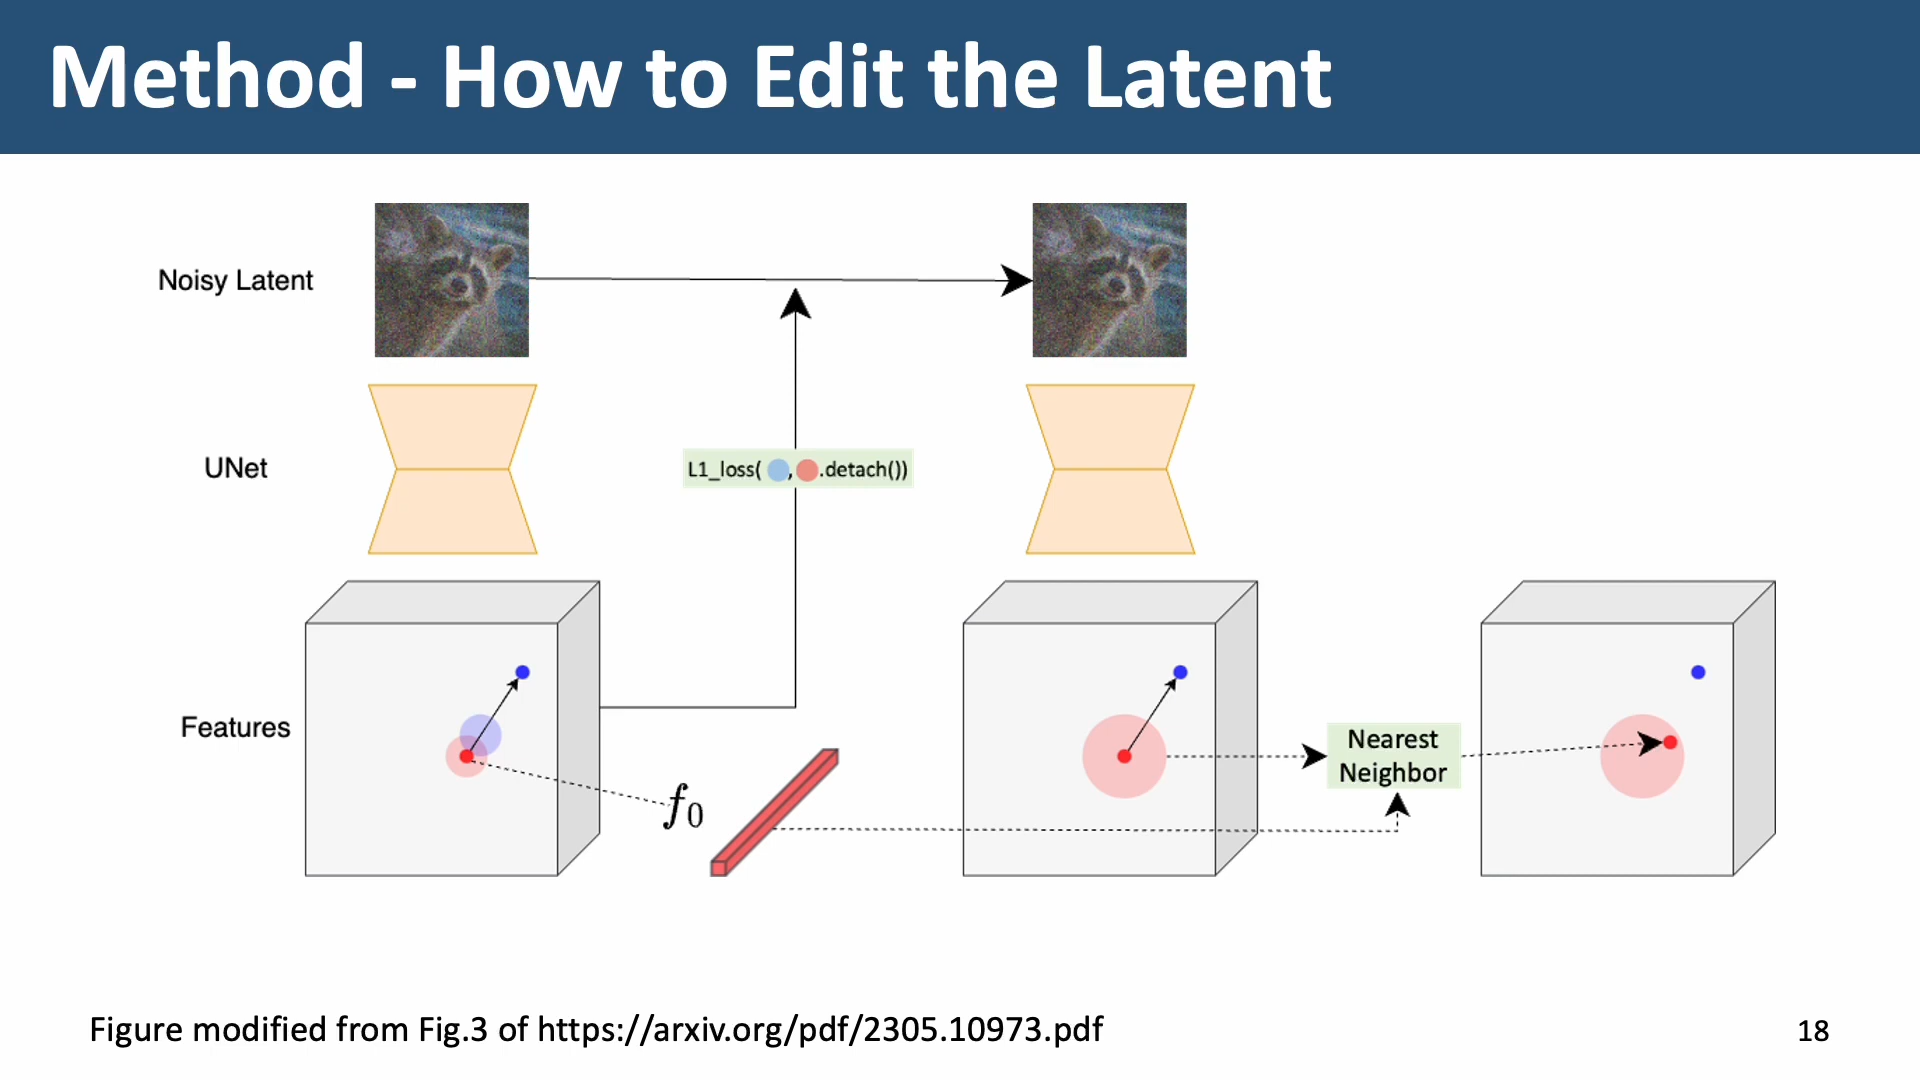 Method - How to Edit the Latent
Noisy Latent
UNet
L1_loss( , .detach())
Features
f0
Nearest
Neighbor
Figure modified from Fig.3 of https://arxiv.org/pdf/2305.10973.pdf
18